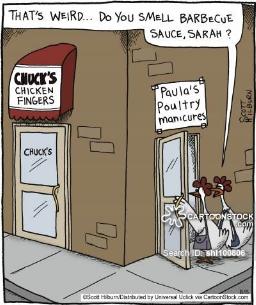 THAT'S WEIRD... DO YOU SMELL BARBECUE
SAUCE, SARAH?
CHUCK'S
CHICKEN
FINGERS
Paula's
Poultry
manicures
CHUCK'S
SCOTT
HILBURN
CARTOONSTOCK
.com
Search ID: shl100806
©Scott Hilburn/Distributed by Universal Uclick via CartoonStock.com